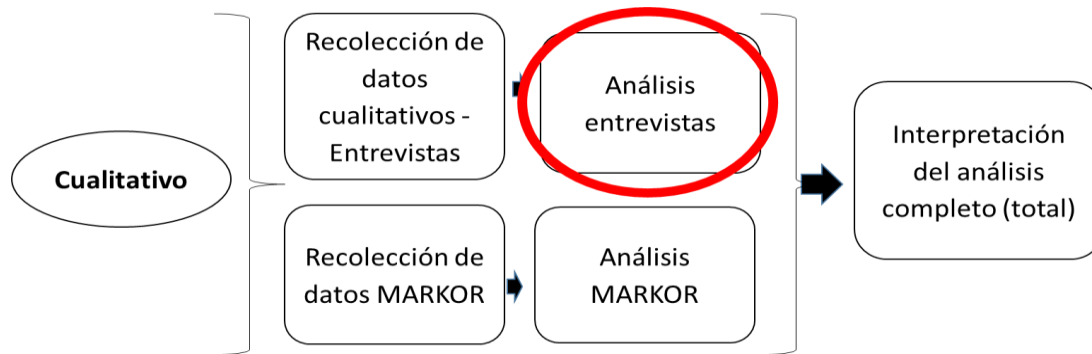 Cualitativo
Recolección de
datos
cualitativos -
Entrevistas
Análisis
entrevistas
Recolección de
datos MARKOR
Análisis
MARKOR
Interpretación
del análisis
completo (total)